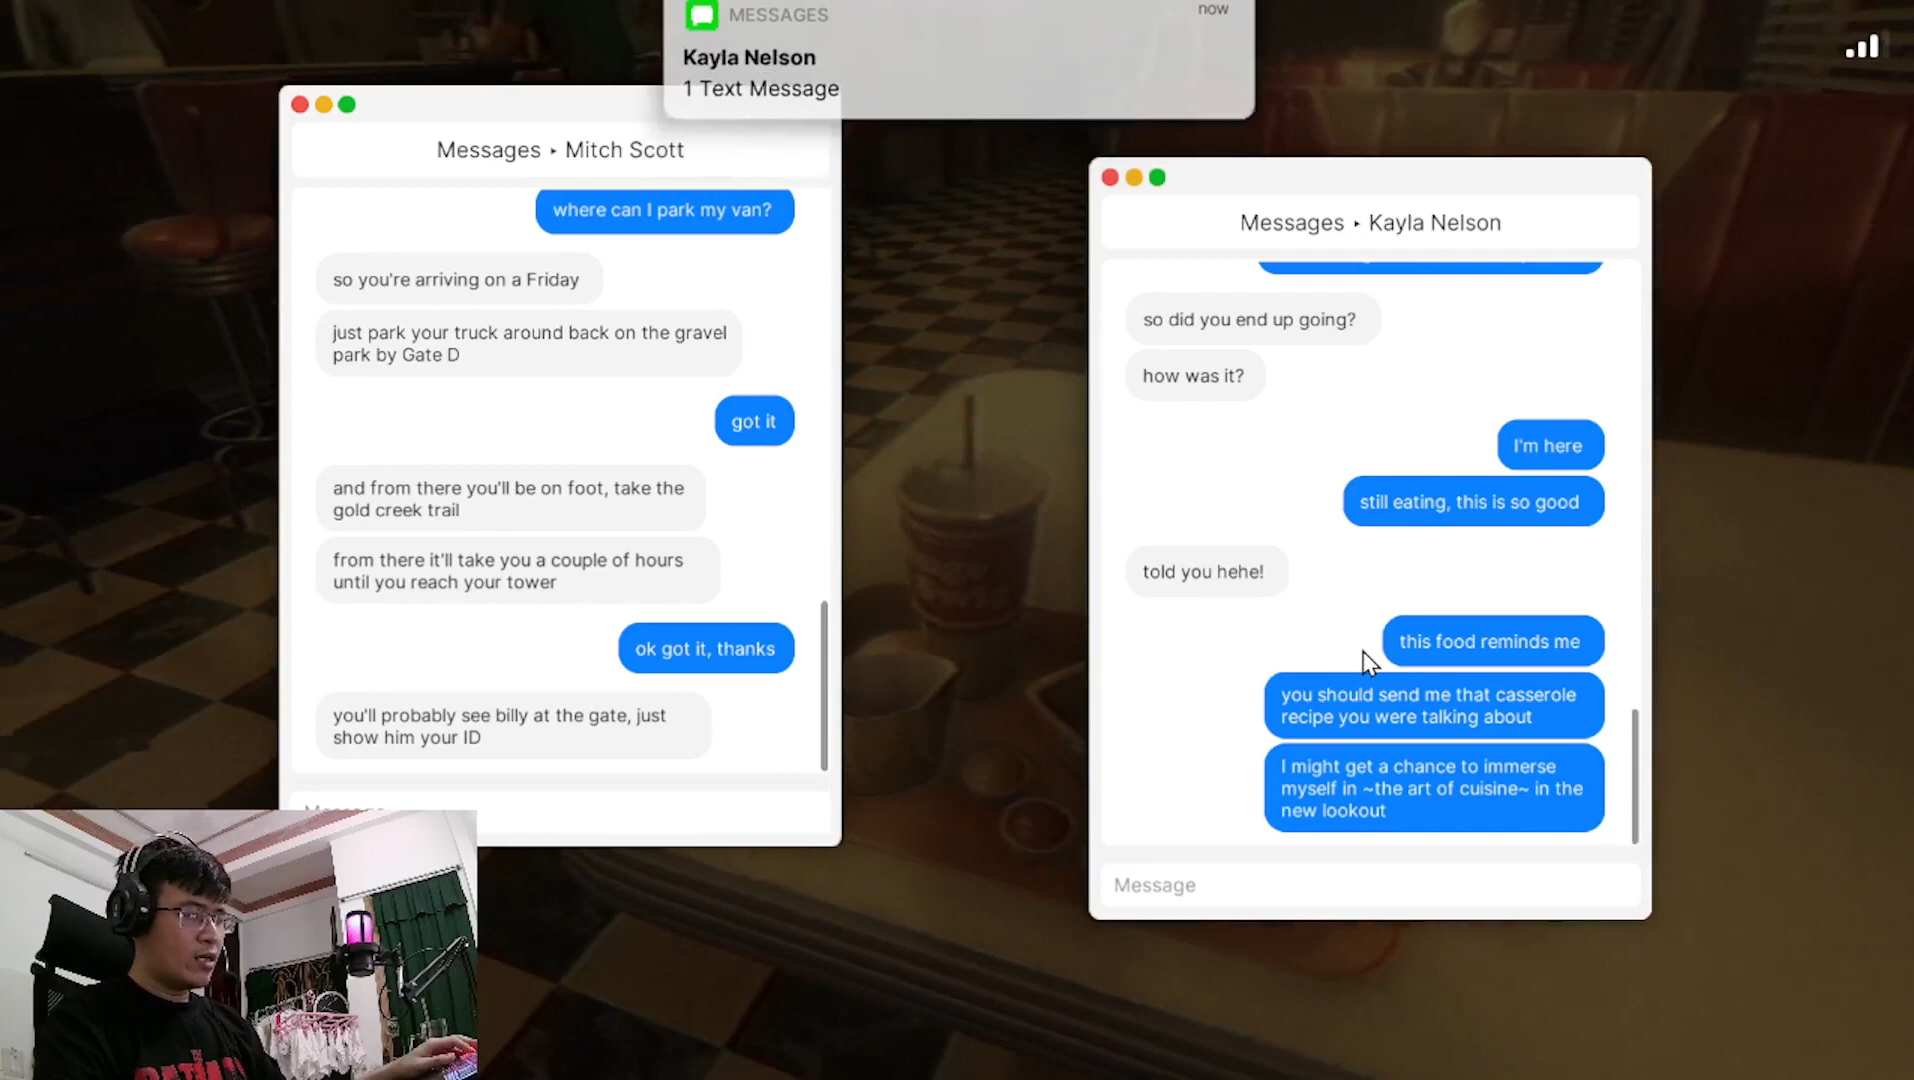 MESSAGES
now
Kayla Nelson
1 Text Message
Messages ▸ Mitch Scott
where can I park my van?
so you're arriving on a Friday
just park your truck around back on the gravel
park by Gate D
got it
and from there you'll be on foot, take the
gold creek trail
from there it'll take you a couple of hours
until you reach your tower
ok got it, thanks
you'll probably see billy at the gate, just
show him your ID
Messages ▸ Kayla Nelson
so did you end up going?
how was it?
I'm here
still eating, this is so good
told you hehe!
this food reminds me
you should send me that casserole
recipe you were talking about
I might get a chance to immerse
myself in ~the art of cuisine~ in the
new lookout
Message